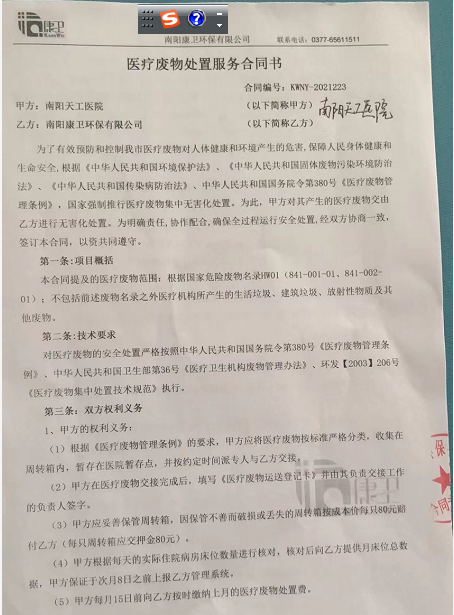 康卫
KangWei
南阳康卫环保有限公司
联系电话：0377-65611511
医疗废物处置服务合同书
合同编号：KWNY-2021223
甲方：南阳天工医院
（以下简称甲方）
南阳天工医院
乙方：南阳康卫环保有限公司
（以下简称乙方）
为了有效预防和控制我市医疗废物对人体健康和环境产生的危害,保障人民身体健康和
生命安全,根据《中华人民共和国环境保护法》、《中华人民共和国固体废物污染环境防治
法》、《中华人民共和国传染病防治法》、中华人民共和国国务院令第380号《医疗废物管
理条例》，国家强制推行医疗废物集中无害化处置。为此，甲方对其产生的医疗废物交由
乙方进行无害化处置。为明确责任,协作配合,确保全过程运行安全处置,经双方协商一致,
签订本合同，以资共同遵守。
第一条:项目概括
本合同提及的医疗废物范围：根据国家危险废物名录HW01（841-001-01、841-002-
01）；不包括前述废物名录之外医疗机构所产生的生活垃圾、建筑垃圾、放射性物质及其
他废物。
第二条:技术要求
对医疗废物的安全处置严格按照中华人民共和国国务院令第380号《医疗废物管理条
例》、中华人民共和国卫生部第36号《医疗卫生机构废物管理办法》、环发【2003】206号
《医疗废物集中处置技术规范》执行。
第三条：双方权利义务
1、甲方的权利义务：
（1）根据《医疗废物管理条例》的要求，甲方应将医疗废物按标准严格分类，收集在
周转箱内，暂存在医院暂存点，并按约定时间派专人与乙方交接。
（2）甲方在医疗废物交接完成后，填写《医疗废物运送登记卡》并由其负责交接工作
的负责人签字。
（3）甲方应妥善保管周转箱，因保管不善而破损或丢失的周转箱按成本价每只80元赔
付乙方（每只周转箱应交押金80元）。
（4）甲方根据每天的实际住院病房床位数量进行核对，核对后向乙方提供月床位总数
据，甲方保证于次月8日之前上报乙方管理系统。
（5）甲方每月15日前向乙方按时缴纳上月的医疗废物处置费。
康卫
保
合同